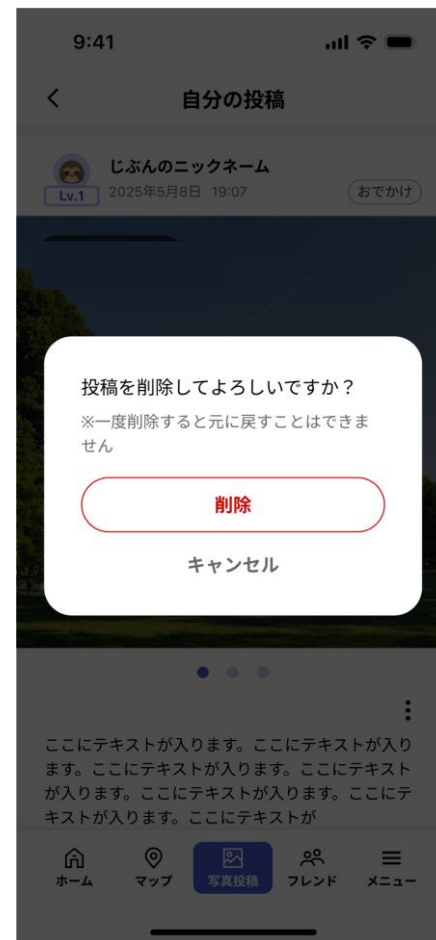 9:41
自分の投稿
じぶんのニックネーム
Lv.1
2025年5月8日 19:07
おでかけ
投稿を削除してよろしいですか？
※一度削除すると元に戻すことはできま
せん
削除
キャンセル
ここにテキストが入ります。ここにテキストが入り
ます。ここにテキストが入ります。ここにテキスト
が入ります。ここにテキストが入ります。ここにテ
キストが入ります。ここにテキストが
ホーム
マップ
写真投稿
フレンド
メニュー